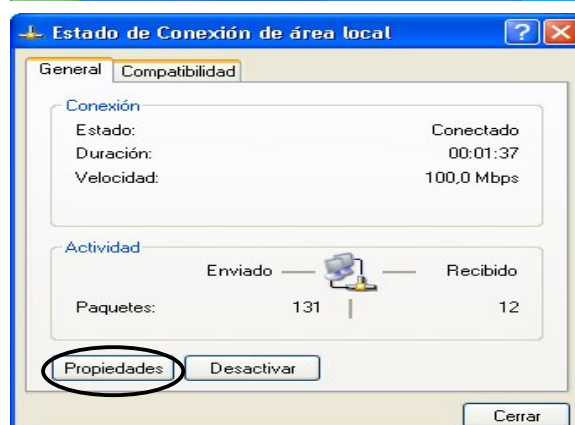 Estado de Conexión de área local
General Compatibilidad
Conexión
Estado: Conectado
Duración: 00:01:37
Velocidad: 100,0 Mbps
Actividad
Enviado Recibido
Paquetes: 131 12
Propiedades Desactivar
Cerrar